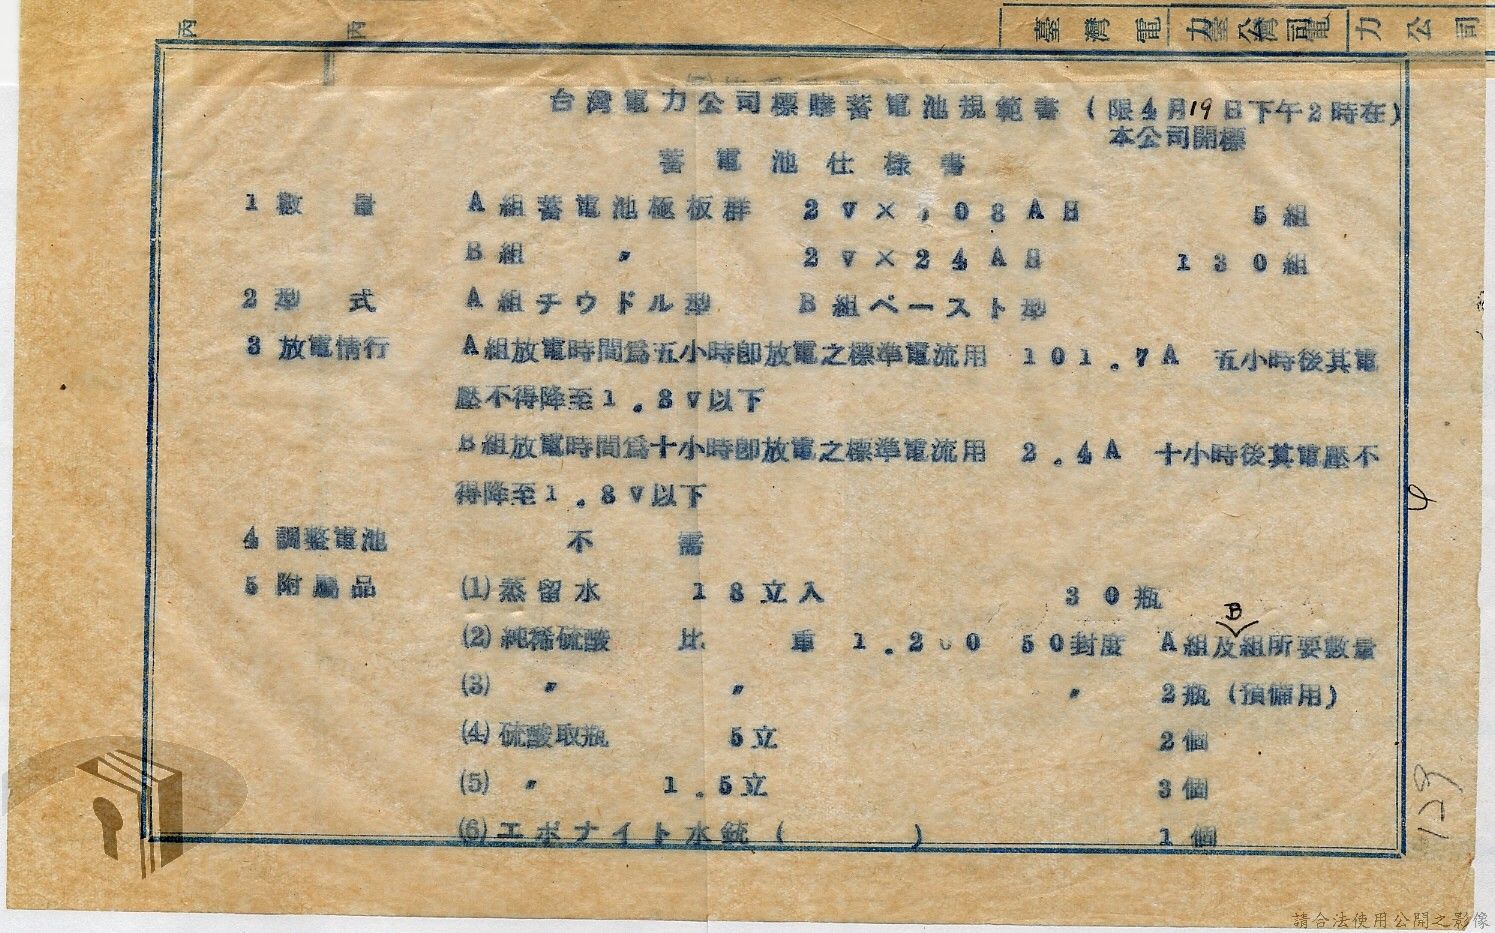 丙 丙
臺灣電力公司
臺灣電力公司
台灣電力公司標購蓄電池規範書(限4月19日下午2時在
本公司開標)
蓄電池仕樣書
1 數量 A組蓄電池極板群 2V×,08AH 5組
B組 〃 2V×24AH 130組
2 型式 A組チウドル型 B組ペースト型
3 放電情行 A組放電時間爲五小時卽放電之標準電流用 101.7A 五小時後其電
壓不得降至1.8V以下
B組放電時間爲十小時卽放電之標準電流用 2.4A 十小時後其電壓不
得降至1.8V以下
4 調整電池 不需
5 附屬品 (1)蒸留水 18立入 30瓶
B
(2)純稀硫酸 比重 1.200 50封度 A組及組所要數量
(3) 〃 〃 〃 2瓶(預備用)
(4)硫酸取瓶 5立 2個
(5) 〃 1.5立 3個
(6)エボナイト水銃( ) 1個
請合法使用公開之影像